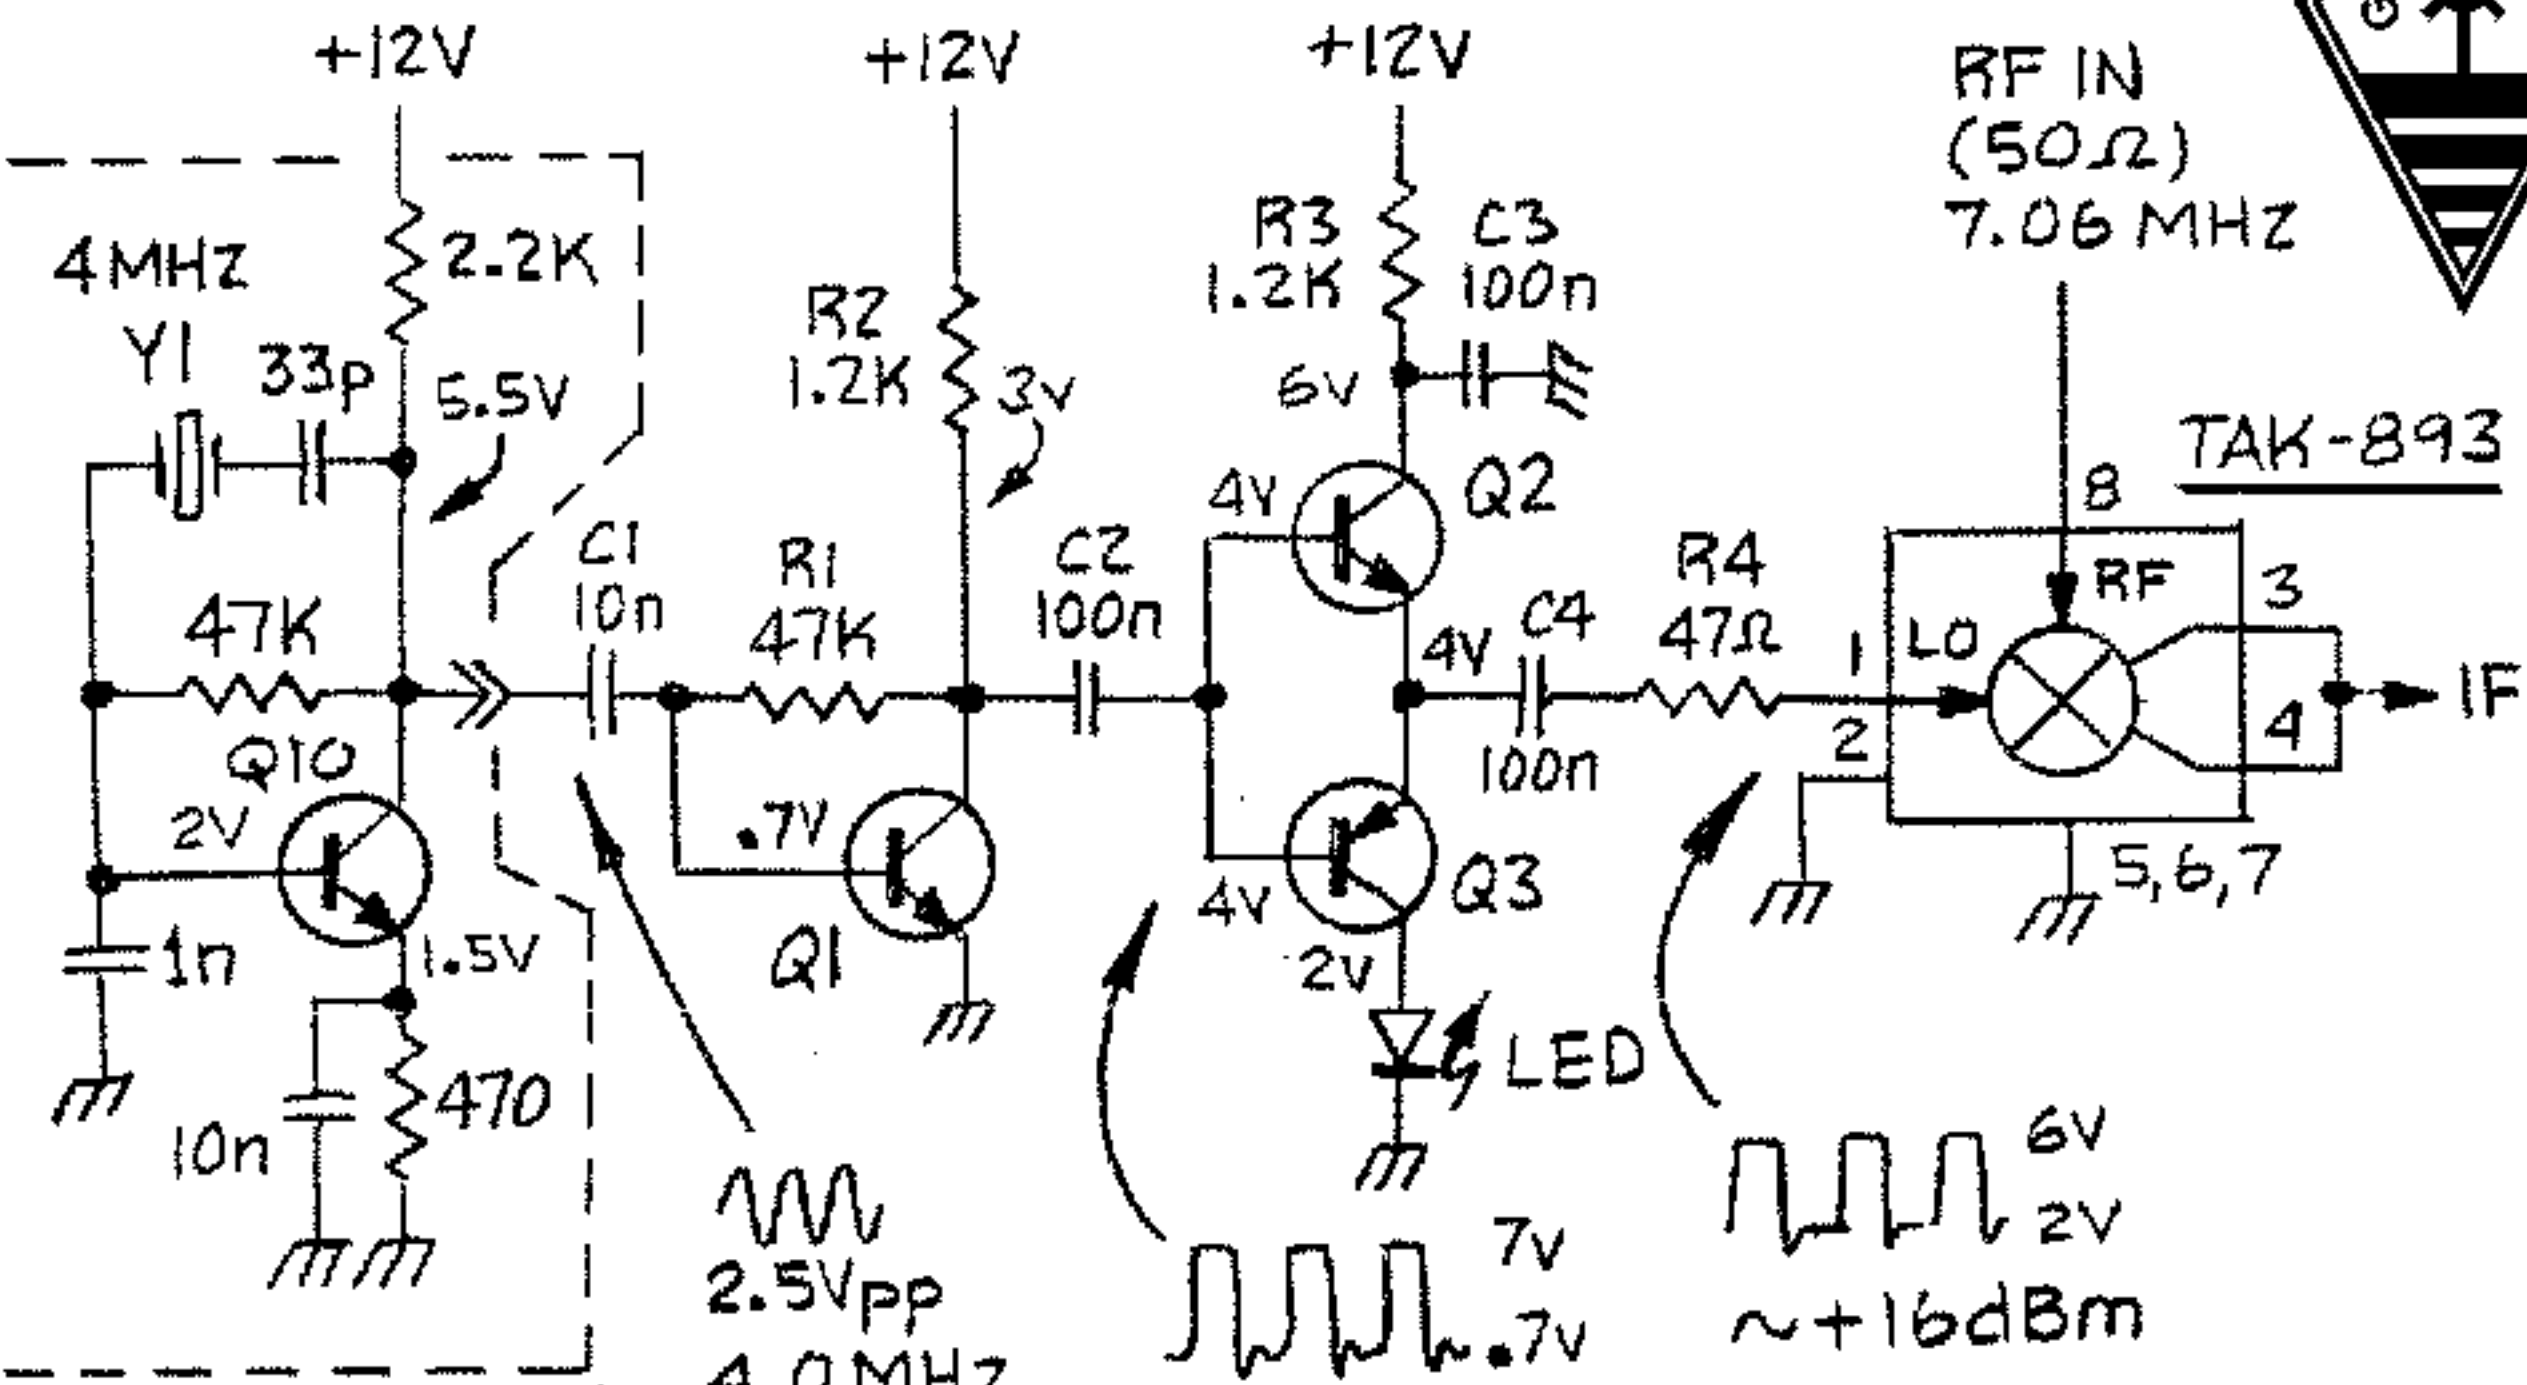 +12V
+12V
+12V
RF IN
(50Ω)
7.06 MHZ
4MHZ
Y1
33p
2.2K
5.5V
R2
1.2K
3v
R3
1.2K
C3
100n
6v
TAK-893
47K
Q10
2V
1.5V
1n
10n
470
C1
10n
R1
47K
.7V
Q1
C2
100n
4V
Q2
4V
C4
100n
R4
47Ω
4v
Q3
2v
LED
8
RF
LO
1
2
3
4
IF
5,6,7
2.5Vpp
4.0MHZ
7v
.7v
6V
2V
~+16dBm